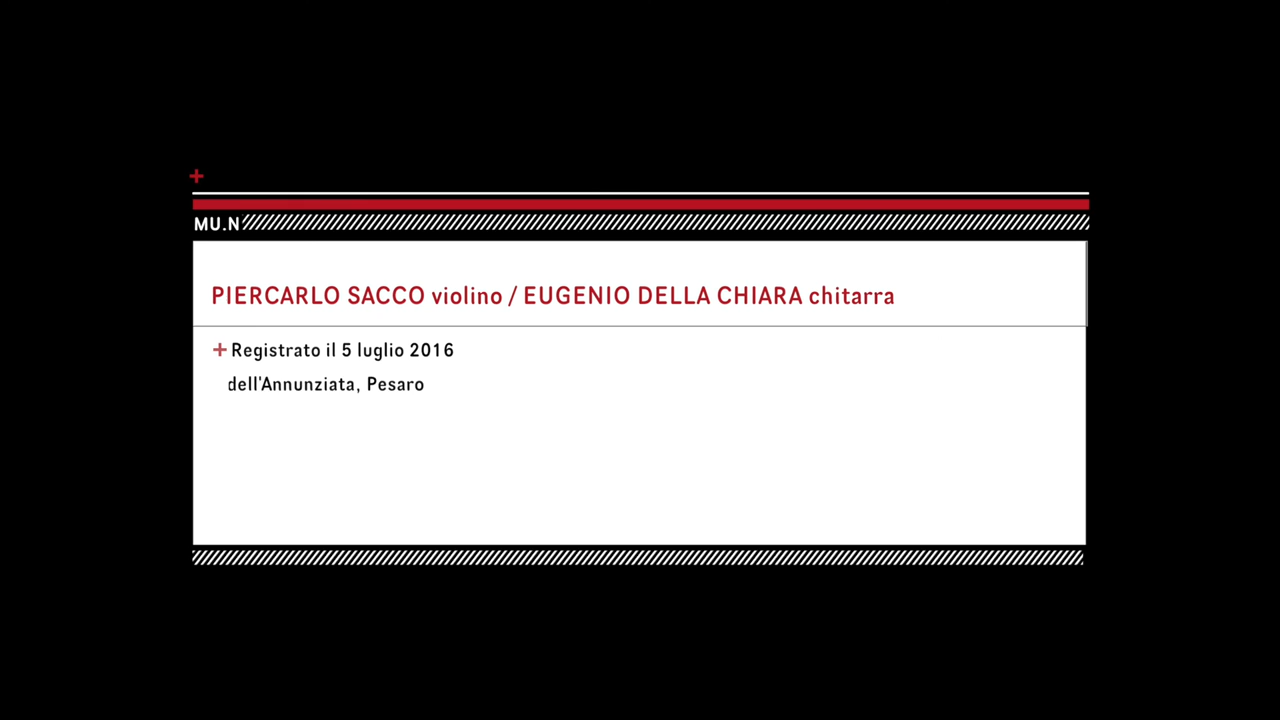 MU.N
PIERCARLO SACCO violino / EUGENIO DELLA CHIARA chitarra
+ Registrato il 5 luglio 2016
dell'Annunziata, Pesaro